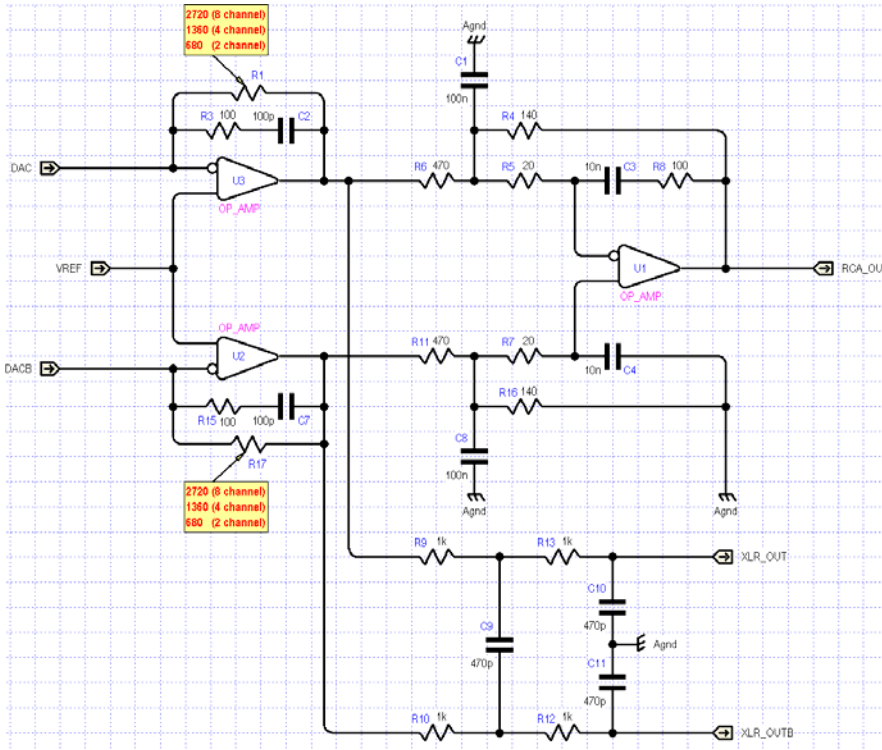 2720 (8 channel)
1360 (4 channel)
680 (2 channel)
Agnd
C1
100n
R1
R3 100
100p C2
R4 140
DAC
U3
OP_AMP
R6 470
R5 20
10n C3
R8 100
VREF
U1
OP_AMP
RCA_OU
OP_AMP
U2
DACB
R11 470
R7 20
10n C4
R15 100
100p C7
R16 140
R17
C8
100n
Agnd
Agnd
2720 (8 channel)
1360 (4 channel)
680 (2 channel)
R9 1k
R13 1k
XLR_OUT
C10
470p
C9
470p
Agnd
C11
470p
R10 1k
R12 1k
XLR_OUTB